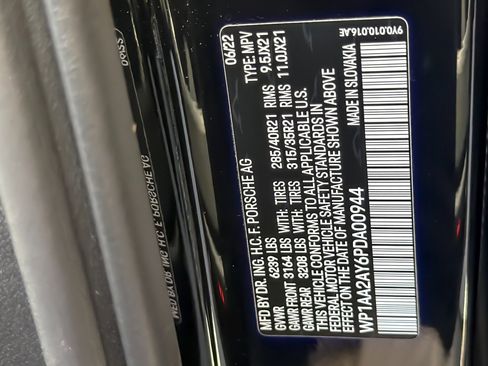 MFD BY DR. ING. H.C. F. PORSCHE AG 06/22
GVWR 6239 LBS TYPE: MPV
GAWR FRONT 3164 LBS WITH: TIRES 285/40R21 RIMS 9.5JX21
GAWR REAR 3208 LBS WITH: TIRES 315/35R21 RIMS 11.0JX21
THIS VEHICLE CONFORMS TO ALL APPLICABLE U.S.
FEDERAL MOTOR VEHICLE SAFETY STANDARDS IN
EFFECT ON THE DATE OF MANUFACTURE SHOWN ABOVE
WP1AA2AY6PDA00944 MADE IN SLOVAKIA
9Y0.010.016.AE